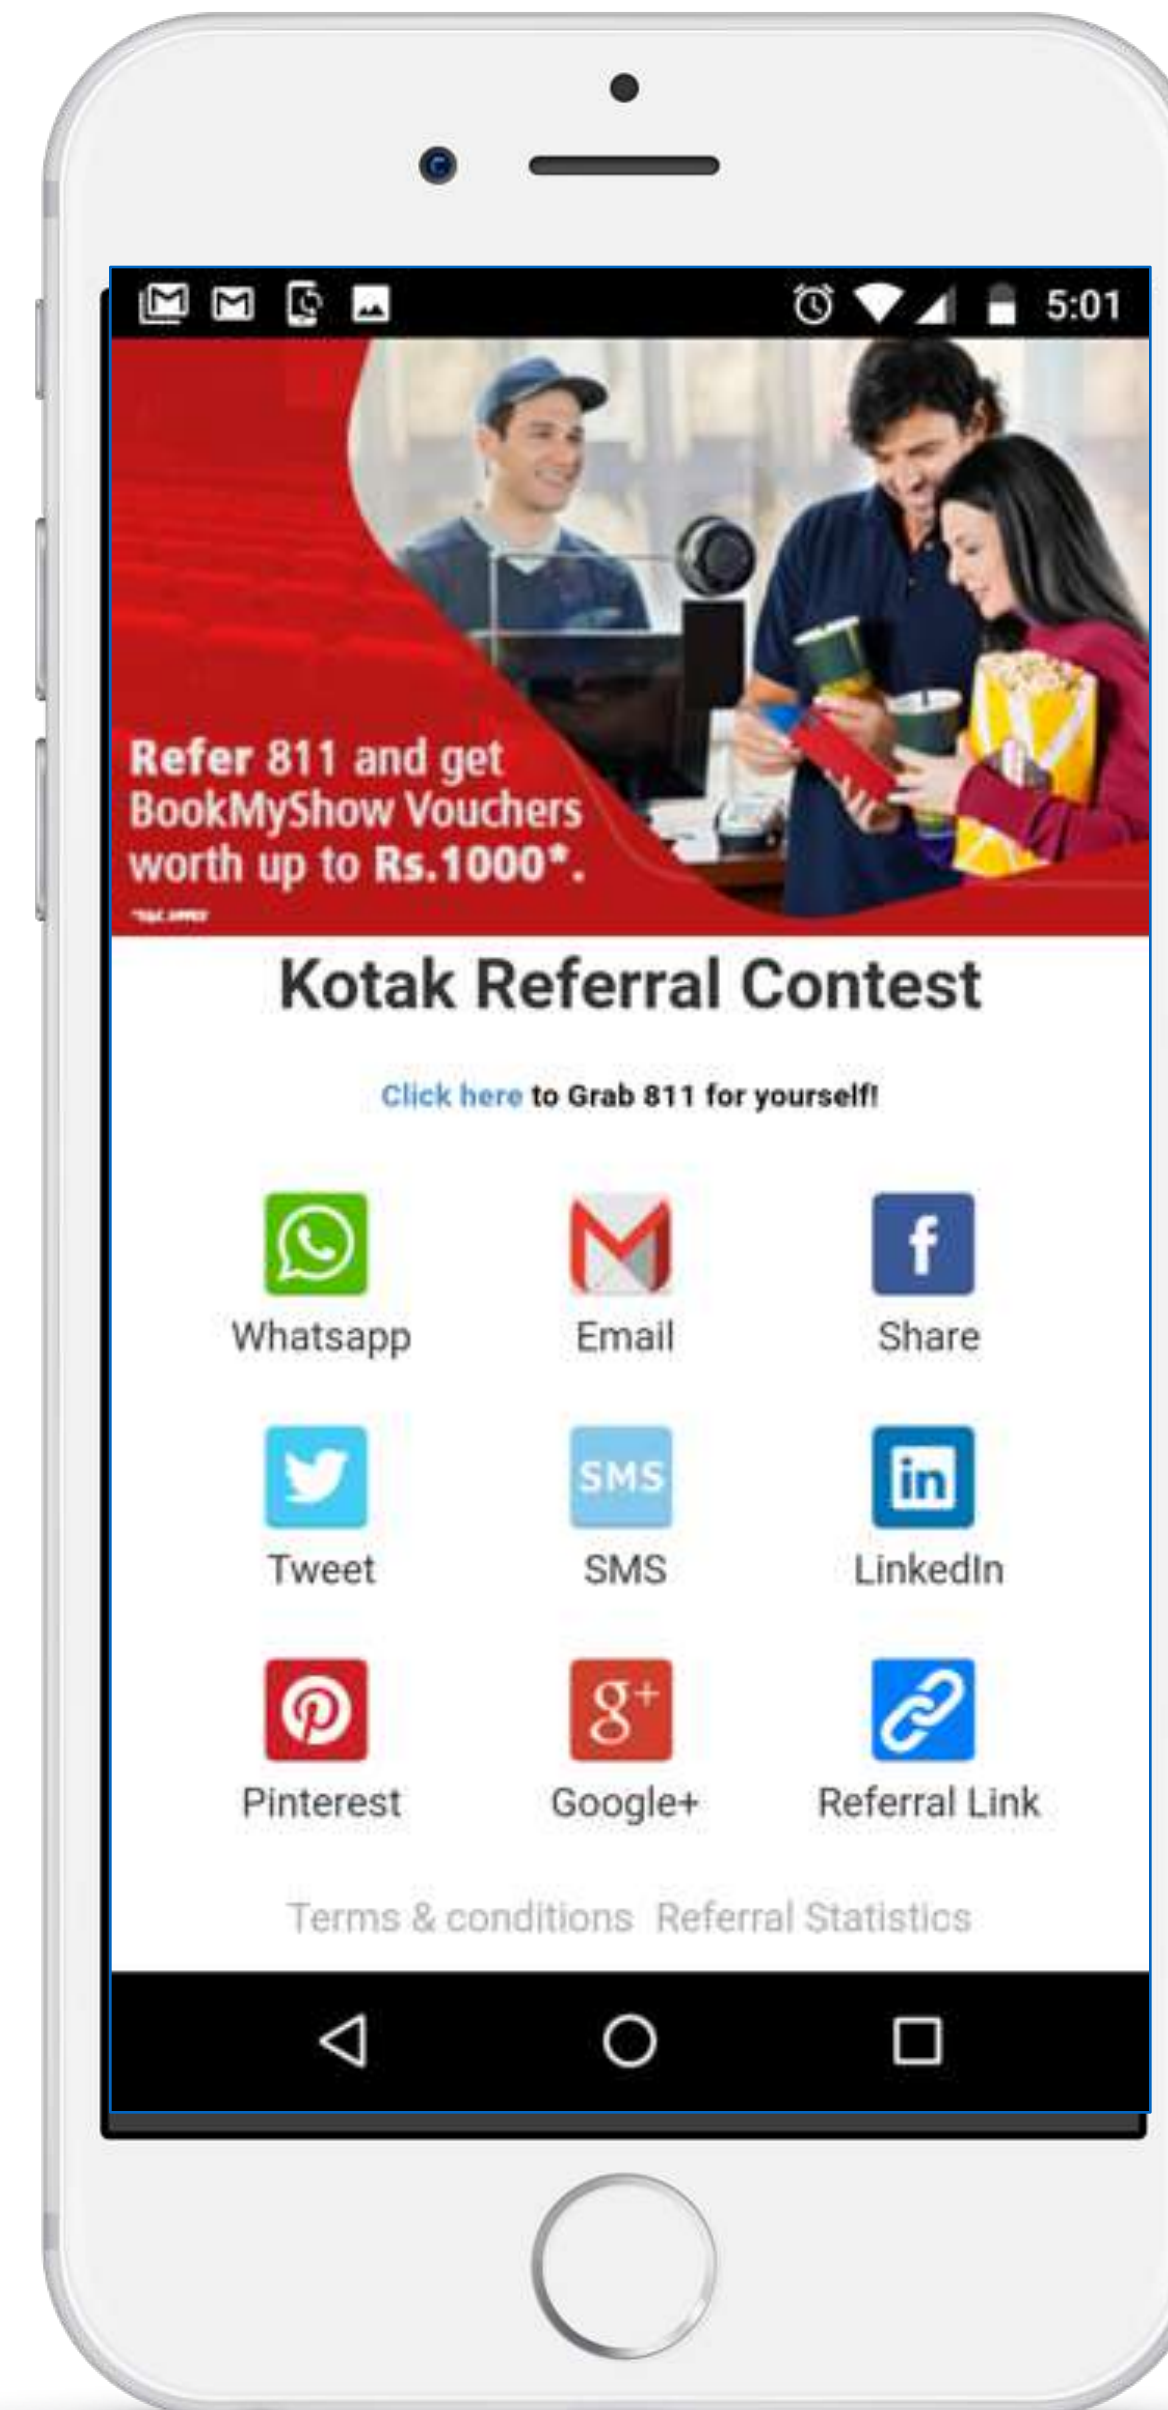 5:01
Refer 811 and get
BookMyShow Vouchers
worth up to Rs.1000*.
*T&C APPLY
Kotak Referral Contest
Click here to Grab 811 for yourself!
Whatsapp Email Share
SMS
in
Tweet SMS LinkedIn
g+
Pinterest Google+ Referral Link
Terms & conditions Referral Statistics